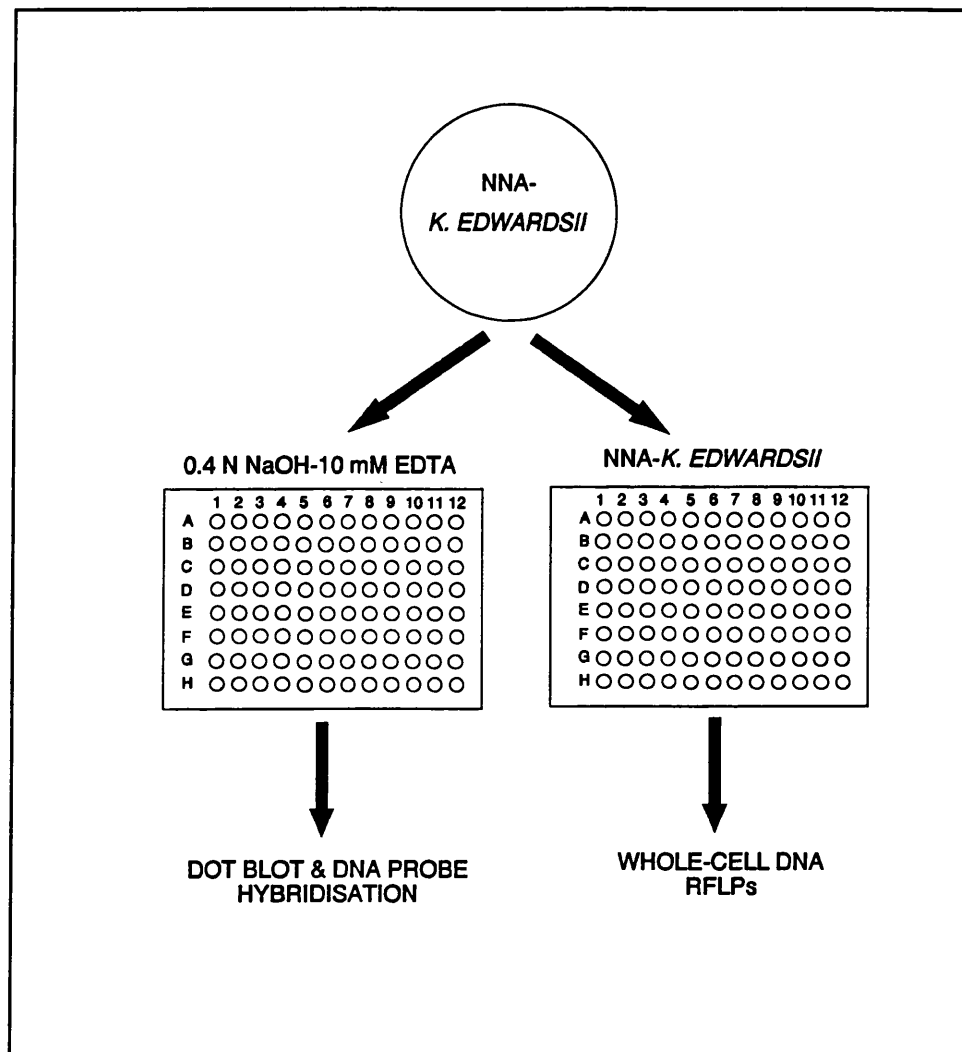 NNA-
K. EDWARDSII
0.4 N NaOH-10 mM EDTA
1 2 3 4 5 6 7 8 9 10 11 12
A
B
C
D
E
F
G
H
DOT BLOT & DNA PROBE
HYBRIDISATION
NNA-K. EDWARDSII
1 2 3 4 5 6 7 8 9 10 11 12
A
B
C
D
E
F
G
H
WHOLE-CELL DNA
RFLPs